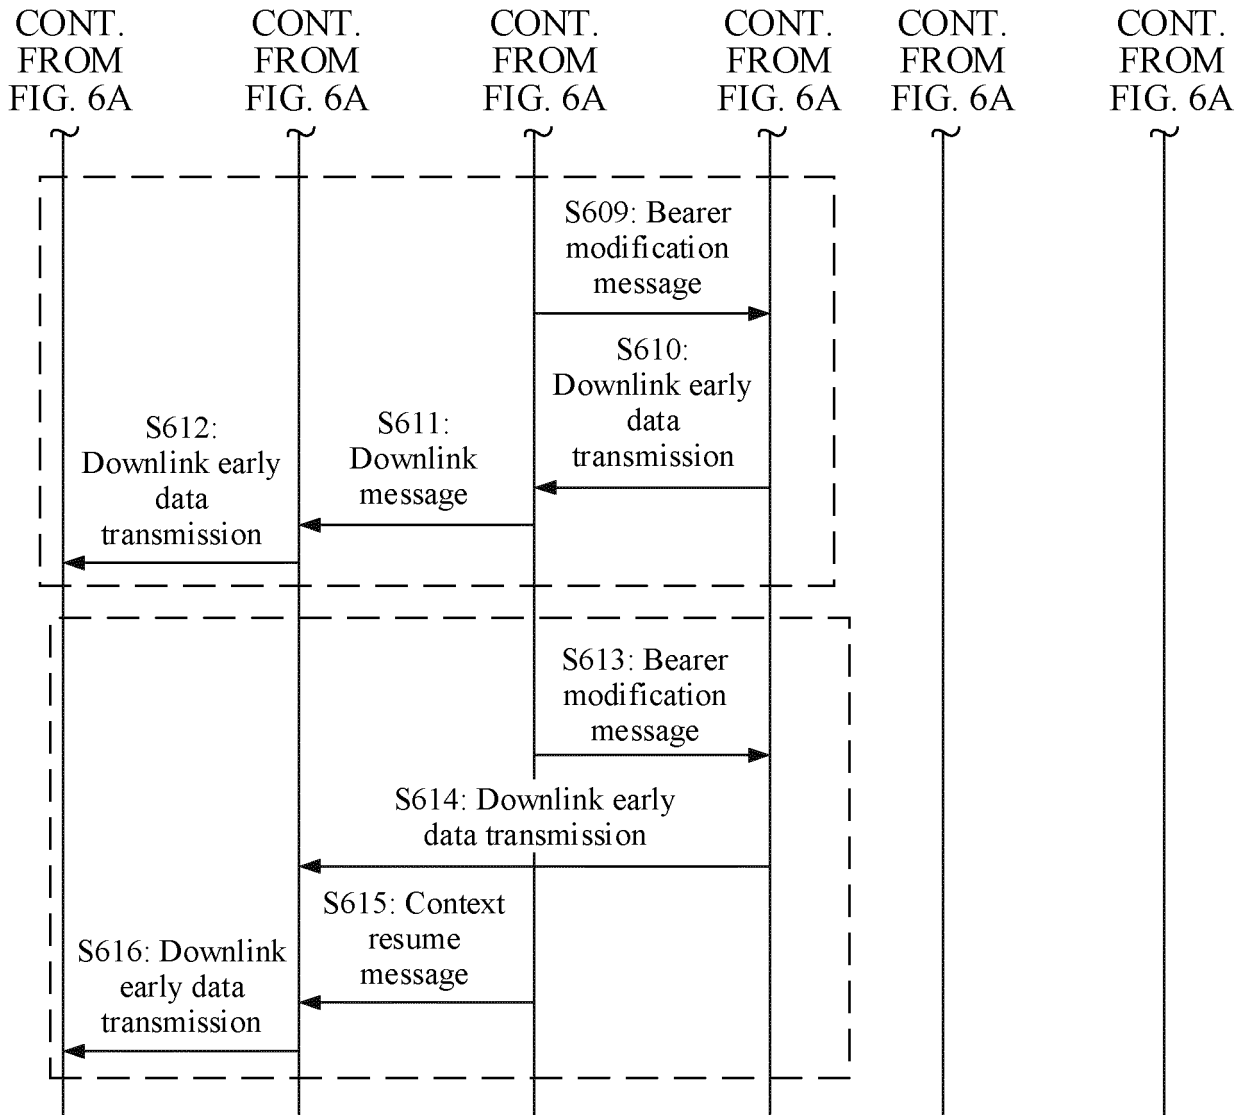 CONT.
FROM
FIG. 6A
CONT.
FROM
FIG. 6A
CONT.
FROM
FIG. 6A
CONT.
FROM
FIG. 6A
CONT.
FROM
FIG. 6A
CONT.
FROM
FIG. 6A
S609: Bearer
modification
message
S610:
Downlink early
data
transmission
S611:
Downlink
message
S612:
Downlink early
data
transmission
S613: Bearer
modification
message
S614: Downlink early
data transmission
S615: Context
resume
message
S616: Downlink
early data
transmission